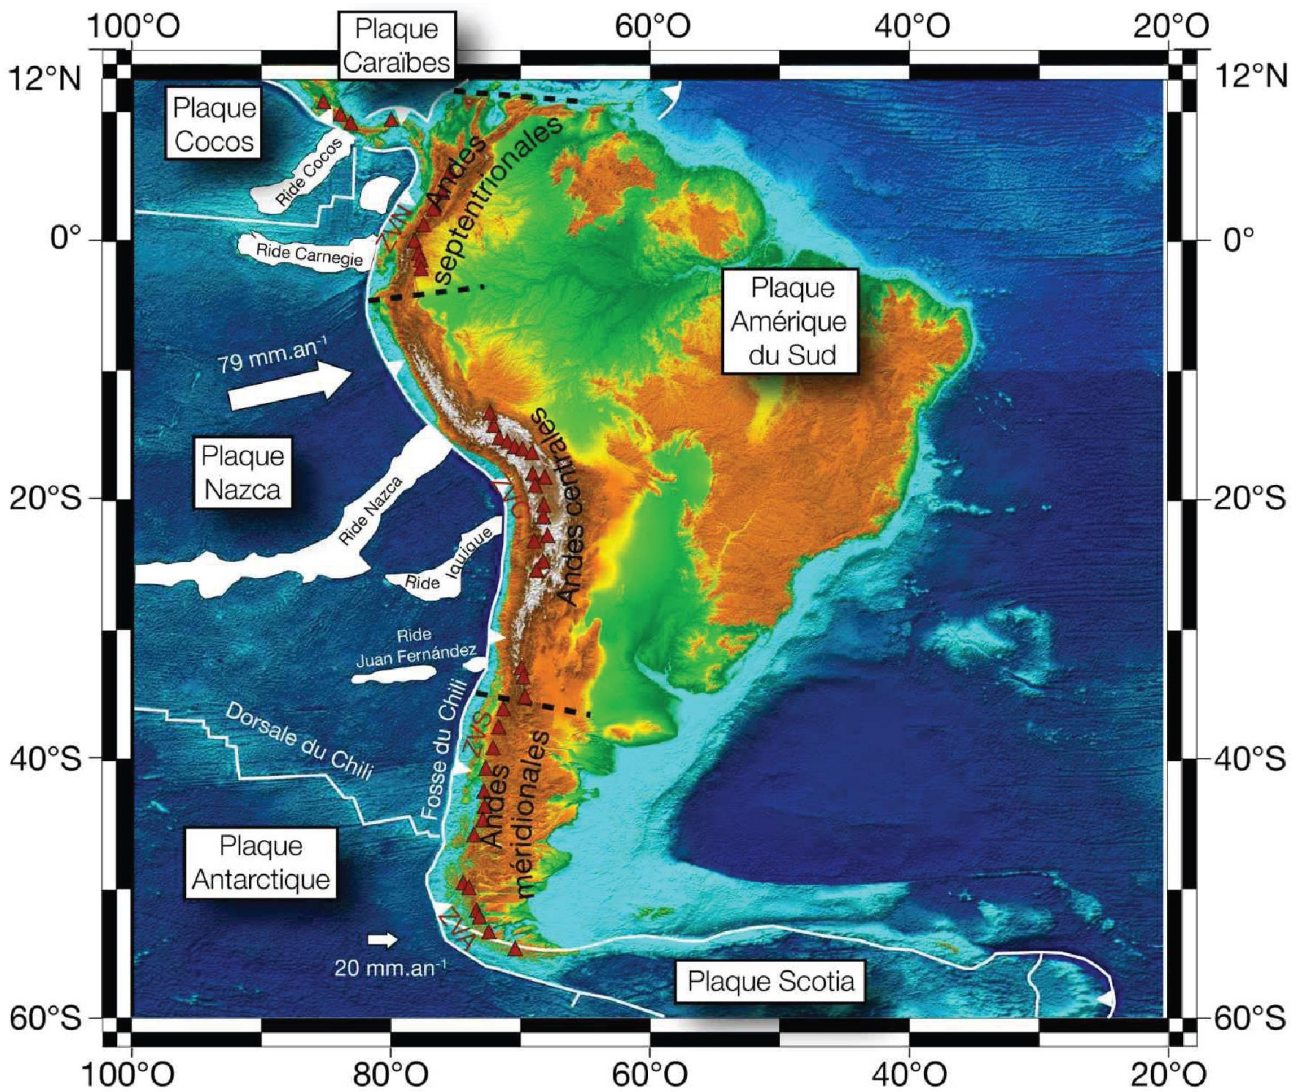 100°O
60°O
40°O
20°O
Plaque
Caraïbes
12°N
12°N
Plaque
Cocos
Ride Cocos
Andes
septentrionales
ZVN
0°
0°
Ride Carnegie
Plaque
Amérique
du Sud
79 mm.an⁻¹
Plaque
Nazca
Ride Nazca
Andes centrales
ZVC
20°S
20°S
Ride Iquique
Ride
Juan Fernández
Fosse du Chili
ZVS
Dorsale du Chili
40°S
40°S
Andes
méridionales
Plaque
Antarctique
ZVA
20 mm.an⁻¹
Plaque Scotia
60°S
60°S
100°O
80°O
60°O
40°O
20°O